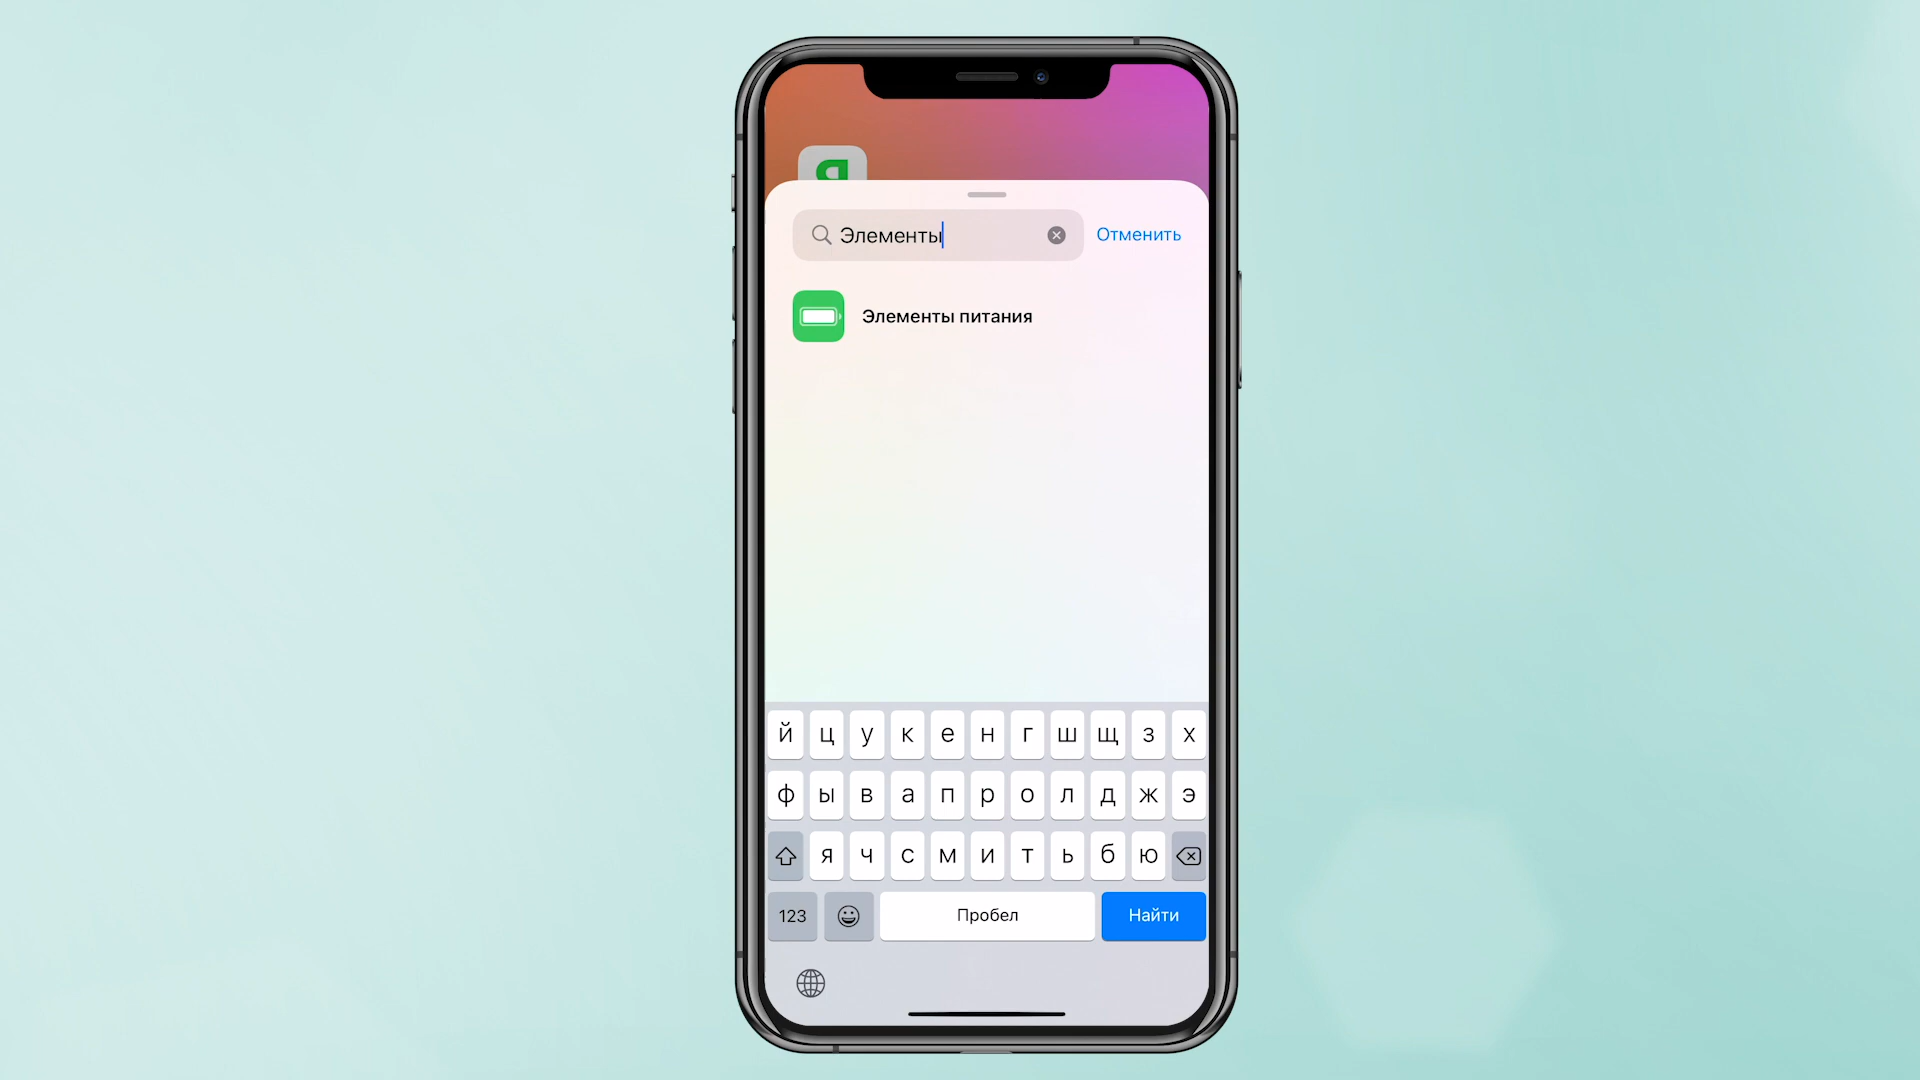 Элементы
Отменить
Элементы питания
й ц у к е н г ш щ з х
ф ы в а п р о л д ж э
я ч с м и т ь б ю
123 Пробел Найти